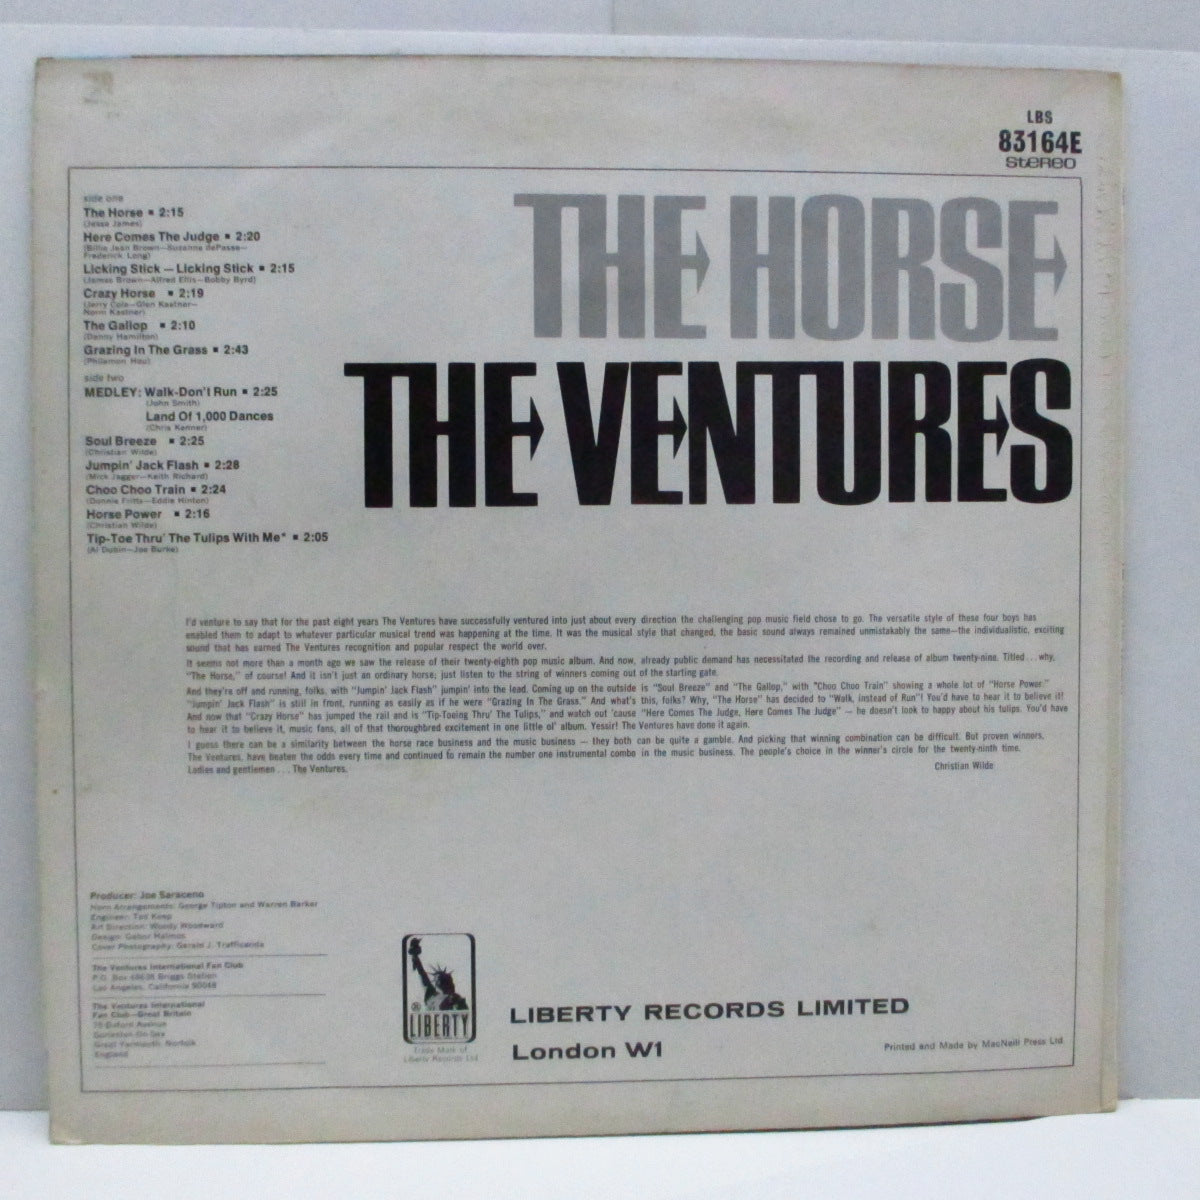 LBS
83164E
stereo
side one
The Horse ▪ 2:15
(Jesse James)
Here Comes The Judge ▪ 2:20
(Billie Jean Brown—Suzanne dePasse—
Frederick Long)
Licking Stick — Licking Stick ▪ 2:15
(James Brown—Alfred Ellis—Bobby Byrd)
Crazy Horse ▪ 2:19
(Jerry Cole—Glen Kastner—
Norm Kastner)
The Gallop ▪ 2:10
(Danny Hamilton)
Grazing In The Grass ▪ 2:43
(Philamon Hou)
side two
MEDLEY: Walk-Don't Run ▪ 2:25
(John Smith)
Land Of 1,000 Dances
(Chris Kenner)
Soul Breeze ▪ 2:25
(Christian Wilde)
Jumpin' Jack Flash ▪ 2:28
(Mick Jagger—Keith Richard)
Choo Choo Train ▪ 2:24
(Donnie Fritts—Eddie Hinton)
Horse Power ▪ 2:16
(Christian Wilde)
Tip-Toe Thru' The Tulips With Me* ▪ 2:05
(Al Dubin—Joe Burke)
THE HORSE
THE VENTURES
I'd venture to say that for the past eight years The Ventures have successfully ventured into just about every direction the challenging pop music field chose to go. The versatile style of these four boys has
enabled them to adapt to whatever particular musical trend was happening at the time. It was the musical style that changed, the basic sound always remained unmistakably the same—the individualistic, exciting
sound that has earned The Ventures recognition and popular respect the world over.
It seems not more than a month ago we saw the release of their twenty-eighth pop music album. And now, already public demand has necessitated the recording and release of album twenty-nine. Titled . . . why,
"The Horse," of course! And it isn't just an ordinary horse; just listen to the string of winners coming out of the starting gate.
And they're off and running, folks, with "Jumpin' Jack Flash" jumpin' into the lead. Coming up on the outside is "Soul Breeze" and "The Gallop," with "Choo Choo Train" showing a whole lot of "Horse Power."
"Jumpin' Jack Flash" is still in front, running as easily as if he were "Grazing In The Grass." And what's this, folks? Why, "The Horse" has decided to "Walk, instead of Run"! You'd have to hear it to believe it!
And now that "Crazy Horse" has jumped the rail and is "Tip-Toeing Thru' The Tulips," and watch out 'cause "Here Comes The Judge, Here Comes The Judge" — he doesn't look to happy about his tulips. You'd have
to hear it to believe it, music fans, all of that thoroughbred excitement in one little ol' album. Yessir! The Ventures have done it again.
I guess there can be a similarity between the horse race business and the music business — they both can be quite a gamble. And picking that winning combination can be difficult. But proven winners,
The Ventures, have beaten the odds every time and continued to remain the number one instrumental combo in the music business. The people's choice in the winner's circle for the twenty-ninth time.
Ladies and gentlemen . . . The Ventures.
Christian Wilde
Producer: Joe Saraceno
Horn Arrangements: George Tipton and Warren Barker
Engineer: Ted Keep
Art Direction: Woody Woodward
Design: Gabor Halmos
Cover Photography: Gerald J. Trafficanda
The Ventures International Fan Club
P.O. Box 48638 Briggs Station
Los Angeles, California 90048
The Ventures International
Fan Club—Great Britain
Oxford Avenue
Gorleston-On-Sea
Great Yarmouth, Norfolk
England
®
LIBERTY
Trade Mark of
Liberty Records Ltd
LIBERTY RECORDS LIMITED
London W1
Printed and Made by MacNeill Press Ltd.